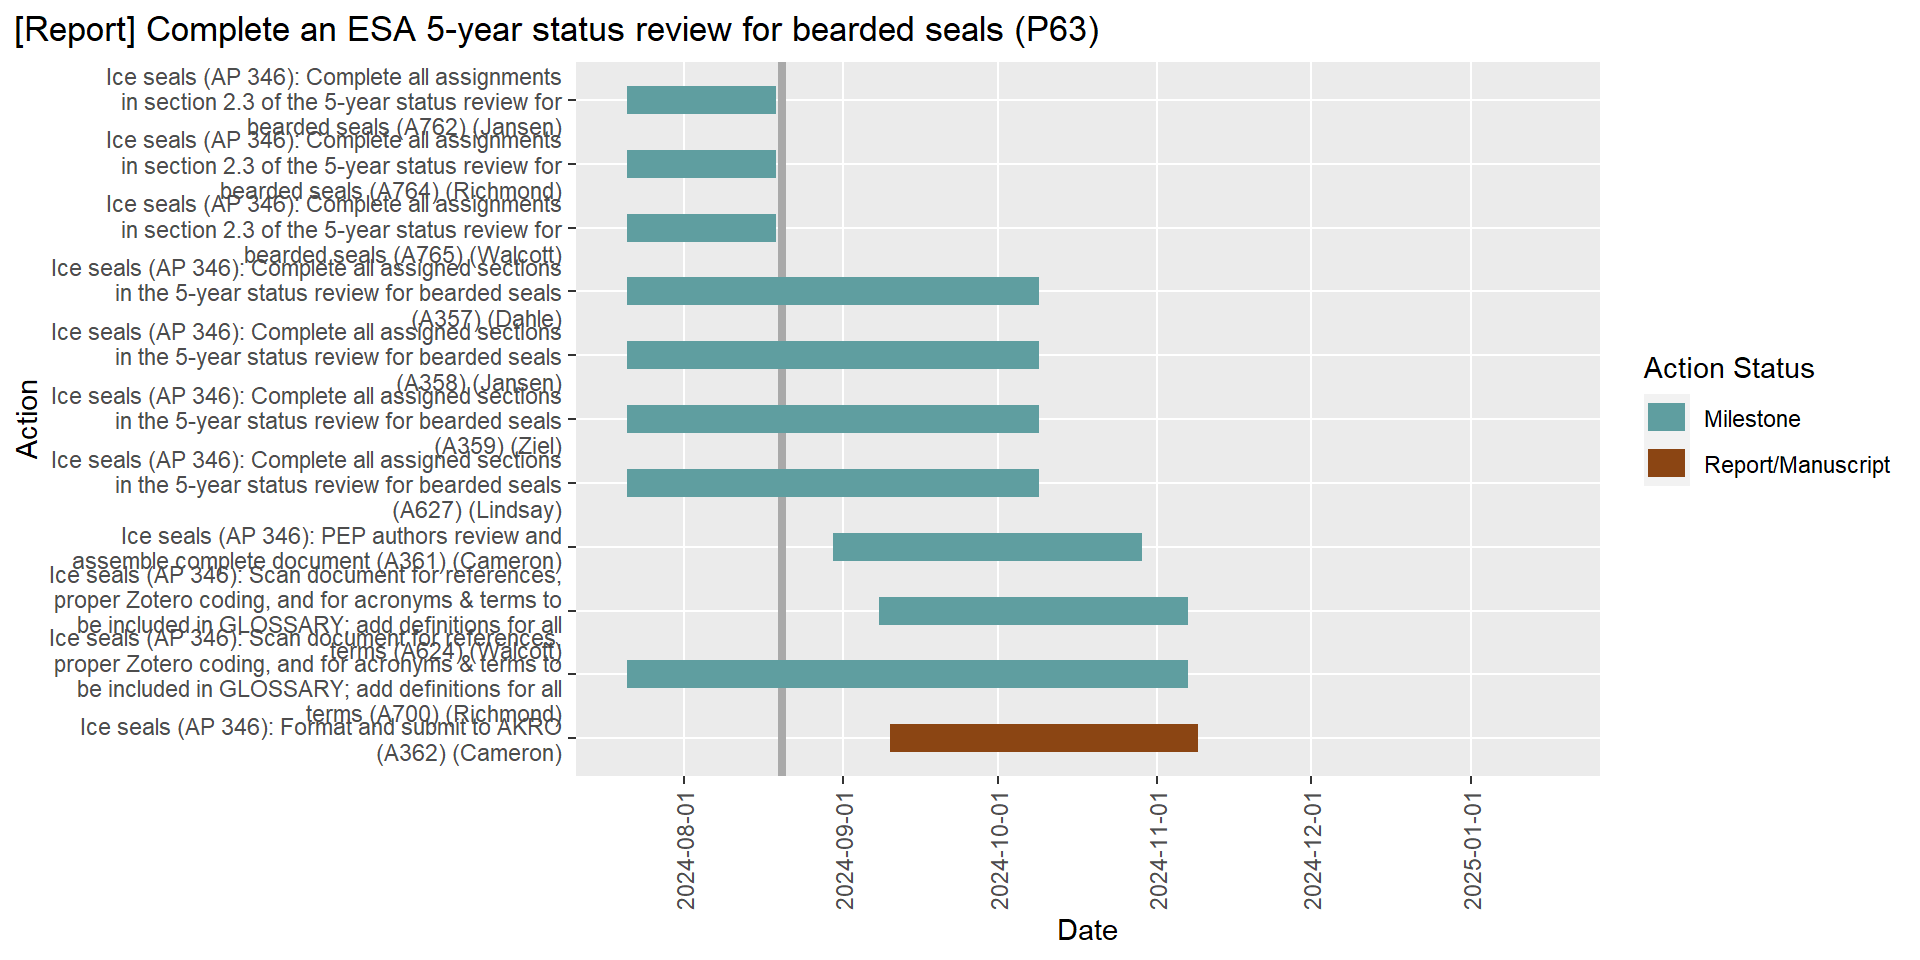 [Report] Complete an ESA 5-year status review for bearded seals (P63)
Ice seals (AP 346): Complete all assignments
in section 2.3 of the 5-year status review for
bearded seals (A762) (Jansen)
Ice seals (AP 346): Complete all assignments
in section 2.3 of the 5-year status review for
bearded seals (A764) (Richmond)
Ice seals (AP 346): Complete all assignments
in section 2.3 of the 5-year status review for
bearded seals (A765) (Walcott)
Ice seals (AP 346): Complete all assigned sections
in the 5-year status review for bearded seals
(A357) (Dahle)
Ice seals (AP 346): Complete all assigned sections
in the 5-year status review for bearded seals
(A358) (Jansen)
Ice seals (AP 346): Complete all assigned sections
in the 5-year status review for bearded seals
(A359) (Ziel)
Ice seals (AP 346): Complete all assigned sections
in the 5-year status review for bearded seals
(A627) (Lindsay)
Ice seals (AP 346): PEP authors review and
assemble complete document (A361) (Cameron)
Ice seals (AP 346): Scan document for references,
proper Zotero coding, and for acronyms & terms to
be included in GLOSSARY; add definitions for all
terms (A624) (Walcott)
Ice seals (AP 346): Scan document for references,
proper Zotero coding, and for acronyms & terms to
be included in GLOSSARY; add definitions for all
terms (A700) (Richmond)
Ice seals (AP 346): Format and submit to AKRO
(A362) (Cameron)
Action
2024-08-01
2024-09-01
2024-10-01
2024-11-01
2024-12-01
2025-01-01
Date
Action Status
Milestone
Report/Manuscript